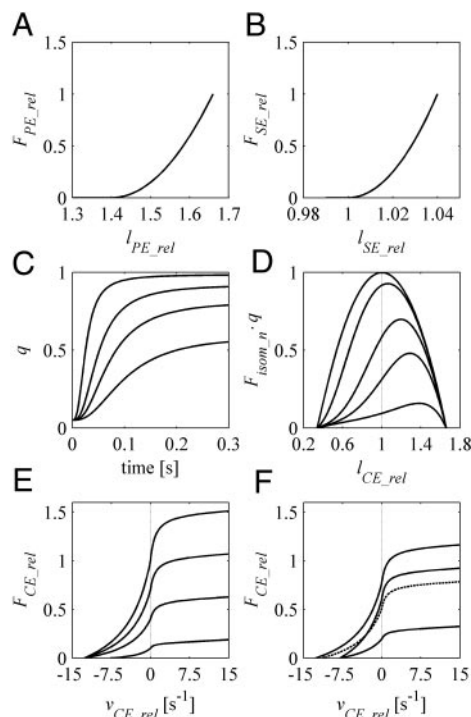 A
B
F_PE_rel
1.5
1
0.5
0
1.3 1.4 1.5 1.6 1.7
l_PE_rel
F_SE_rel
1.5
1
0.5
0
0.98 1 1.02 1.04
l_SE_rel
C
D
q
1
0.5
0
0 0.1 0.2 0.3
time [s]
F_isom_n · q
1
0.5
0
0.2 0.6 1 1.4 1.8
l_CE_rel
E
F
F_CE_rel
1.5
1
0.5
0
-15 -7.5 0 7.5 15
v_CE_rel [s⁻¹]
F_CE_rel
1.5
1
0.5
0
-15 -7.5 0 7.5 15
v_CE_rel [s⁻¹]